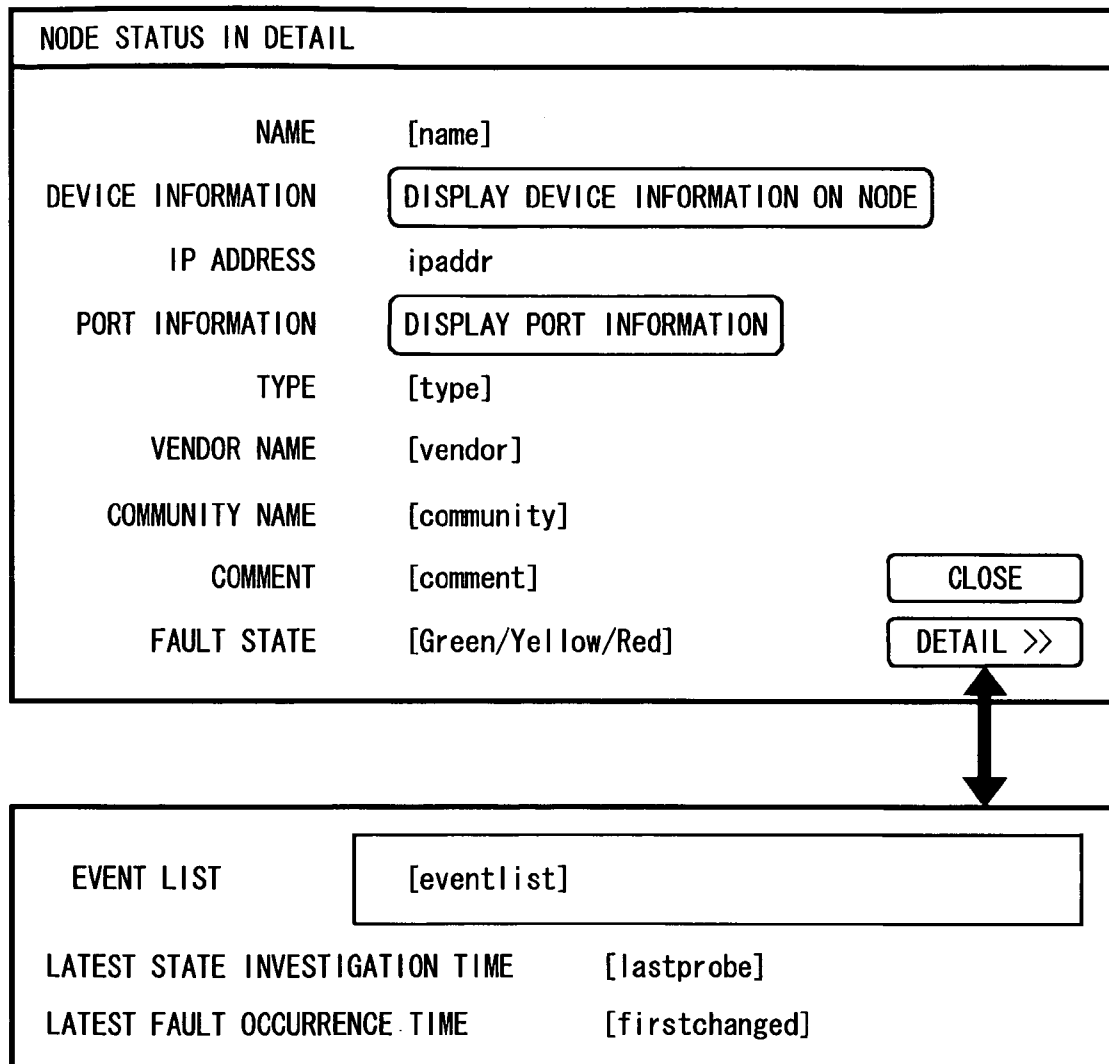 NODE STATUS IN DETAIL
NAME [name]
DEVICE INFORMATION DISPLAY DEVICE INFORMATION ON NODE
IP ADDRESS ipaddr
PORT INFORMATION DISPLAY PORT INFORMATION
TYPE [type]
VENDOR NAME [vendor]
COMMUNITY NAME [community]
COMMENT [comment] CLOSE
FAULT STATE [Green/Yellow/Red] DETAIL >>
EVENT LIST [eventlist]
LATEST STATE INVESTIGATION TIME [lastprobe]
LATEST FAULT OCCURRENCE TIME [firstchanged]